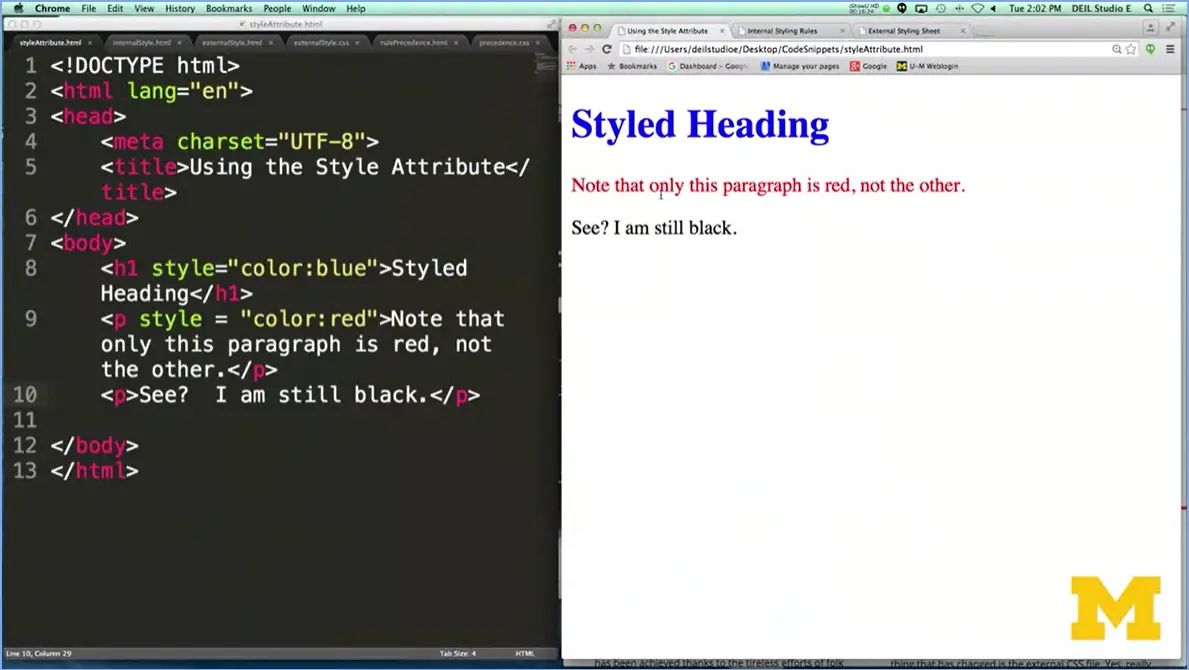 Chrome File Edit View History Bookmarks People Window Help
Tue 2:02 PM DEIL Studio E
styleAttribute.html
styleAttribute.html internalStyle.html externalStyle.html externalStyle.css rulePrecedence.html precedence.css
1 <!DOCTYPE html>
2 <html lang="en">
3 <head>
4 <meta charset="UTF-8">
5 <title>Using the Style Attribute</
title>
6 </head>
7 <body>
8 <h1 style="color:blue">Styled
Heading</h1>
9 <p style = "color:red">Note that
only this paragraph is red, not
the other.</p>
10 <p>See?  I am still black.</p>
11
12 </body>
13 </html>
Line 10, Column 29 Tab Size: 4 HTML
Using the Style Attribute Internal Styling Rules External Styling Sheet
file:///Users/deilstudioe/Desktop/CodeSnippets/styleAttribute.html
Apps Bookmarks Dashboard - Goog Manage your pages Google U-M Weblogin
Styled Heading
Note that only this paragraph is red, not the other.
See? I am still black.
M
has been achieved thanks to the tireless efforts of folk
thing that has changed is the external CSS file. Yes, really